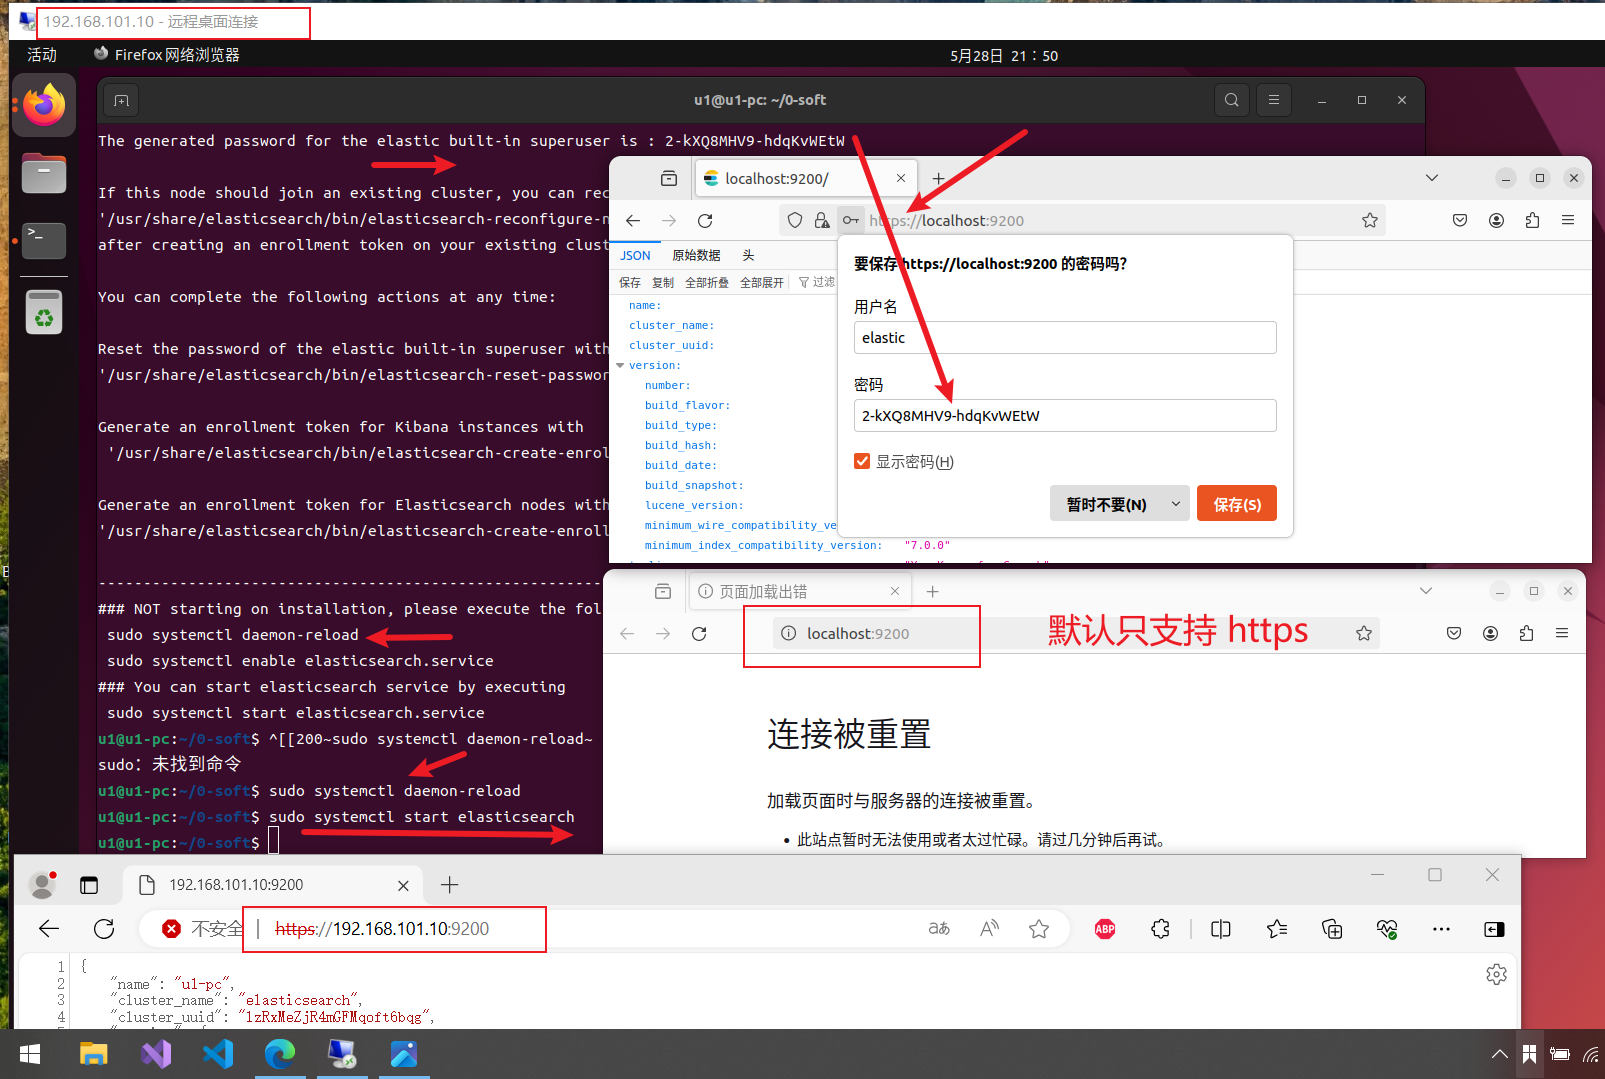 192.168.101.10 - 远程桌面连接
活动
Firefox 网络浏览器
5月28日 21：50
u1@u1-pc: ~/0-soft
The generated password for the elastic built-in superuser is : 2-kXQ8MHV9-hdqKvWEtW
If this node should join an existing cluster, you can rec
'/usr/share/elasticsearch/bin/elasticsearch-reconfigure-n
after creating an enrollment token on your existing clust
You can complete the following actions at any time:
Reset the password of the elastic built-in superuser with
'/usr/share/elasticsearch/bin/elasticsearch-reset-passwor
Generate an enrollment token for Kibana instances with
'/usr/share/elasticsearch/bin/elasticsearch-create-enrol
Generate an enrollment token for Elasticsearch nodes with
'/usr/share/elasticsearch/bin/elasticsearch-create-enroll
--------------------------------------------------------
### NOT starting on installation, please execute the fol
sudo systemctl daemon-reload
sudo systemctl enable elasticsearch.service
### You can start elasticsearch service by executing
sudo systemctl start elasticsearch.service
u1@u1-pc:~/0-soft$ ^[[200~sudo systemctl daemon-reload~
sudo：未找到命令
u1@u1-pc:~/0-soft$ sudo systemctl daemon-reload
u1@u1-pc:~/0-soft$ sudo systemctl start elasticsearch
u1@u1-pc:~/0-soft$
localhost:9200/
https://localhost:9200
JSON
原始数据
头
保存
复制
全部折叠
全部展开
过滤
name:
cluster_name:
cluster_uuid:
version:
number:
build_flavor:
build_type:
build_hash:
build_date:
build_snapshot:
lucene_version:
minimum_wire_compatibility_ve
minimum_index_compatibility_version: "7.0.0"
要保存 https://localhost:9200 的密码吗?
用户名
elastic
密码
2-kXQ8MHV9-hdqKvWEtW
显示密码(H)
暂时不要(N)
保存(S)
页面加载出错
localhost:9200
默认只支持 https
连接被重置
加载页面时与服务器的连接被重置。
此站点暂时无法使用或者太过忙碌。请过几分钟后再试。
192.168.101.10:9200
不安全
https://192.168.101.10:9200
ABP
1 {
2 "name": "u1-pc",
3 "cluster_name": "elasticsearch",
4 "cluster_uuid": "1zRxMeZjR4mGFMqoft6bqg",